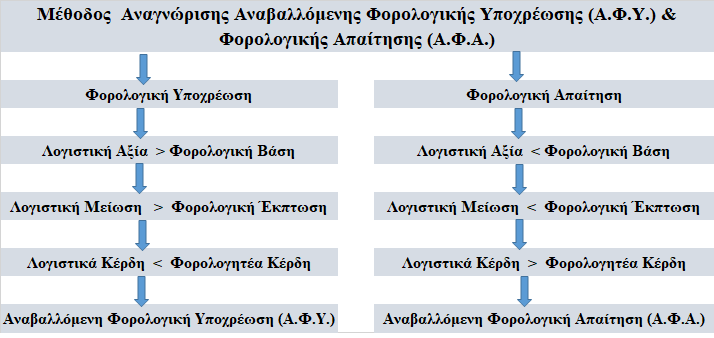 Μέθοδος Αναγνώρισης Αναβαλλόμενης Φορολογικής Υποχρέωσης (Α.Φ.Υ.) &
Φορολογικής Απαίτησης (Α.Φ.Α.)
Φορολογική Υποχρέωση
Λογιστική Αξία > Φορολογική Βάση
Λογιστική Μείωση > Φορολογική Έκπτωση
Λογιστικά Κέρδη < Φορολογητέα Κέρδη
Αναβαλλόμενη Φορολογική Υποχρέωση (Α.Φ.Υ.)
Φορολογική Απαίτηση
Λογιστική Αξία < Φορολογική Βάση
Λογιστική Μείωση < Φορολογική Έκπτωση
Λογιστικά Κέρδη > Φορολογητέα Κέρδη
Αναβαλλόμενη Φορολογική Απαίτηση (Α.Φ.Α.)